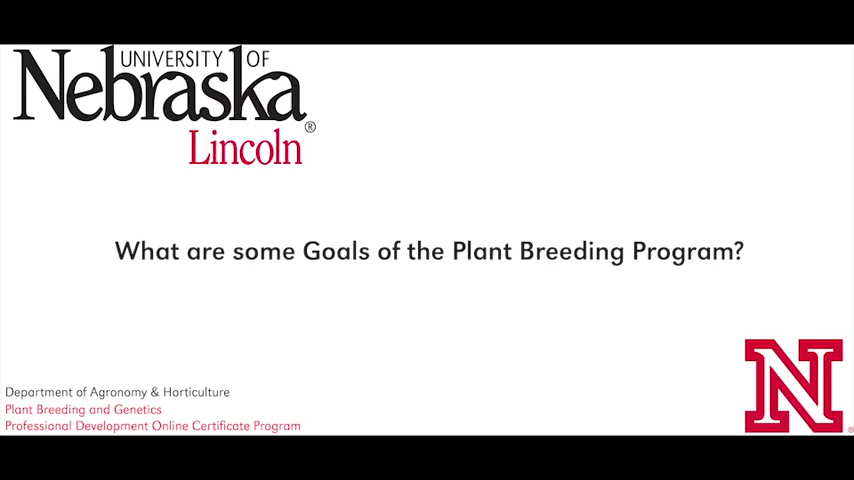 UNIVERSITY OF
Nebraska®
Lincoln
What are some Goals of the Plant Breeding Program?
N®
Department of Agronomy & Horticulture
Plant Breeding and Genetics
Professional Development Online Certificate Program